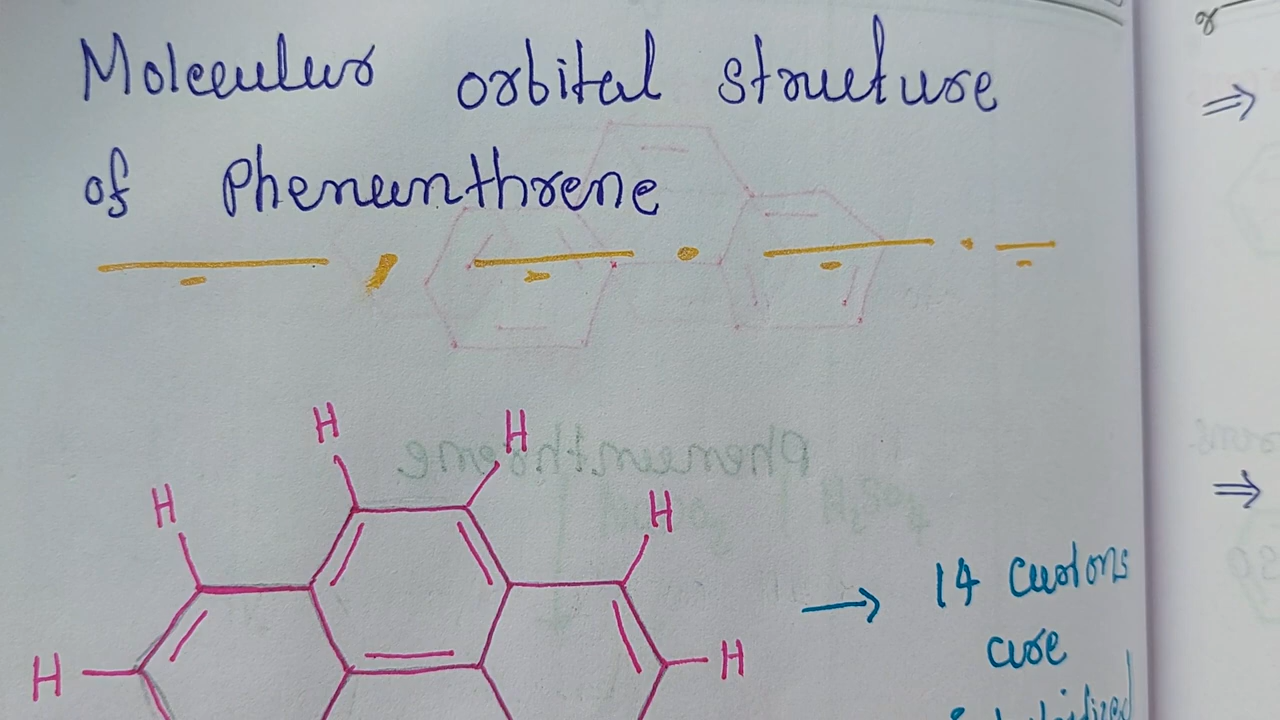 Molecular orbital structure
of Phenanthrene
H
H
H
H
H
H
→ 14 carbons
are
⇒
⇒